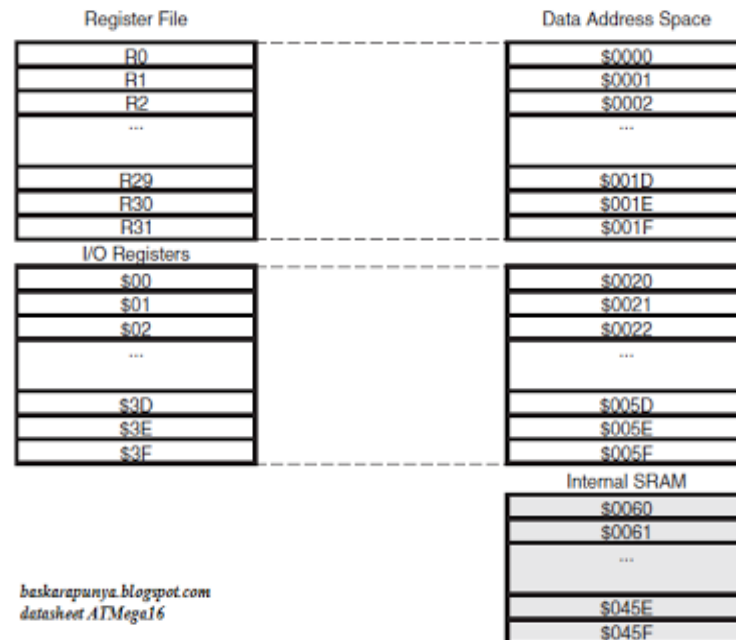 Register File
Data Address Space
R0
$0000
R1
$0001
R2
$0002
...
...
R29
$001D
R30
$001E
R31
$001F
I/O Registers
$00
$0020
$01
$0021
$02
$0022
...
...
$3D
$005D
$3E
$005E
$3F
$005F
Internal SRAM
$0060
$0061
...
$045E
$045F
baskarapunya.blogspot.com
datasheet ATMega16